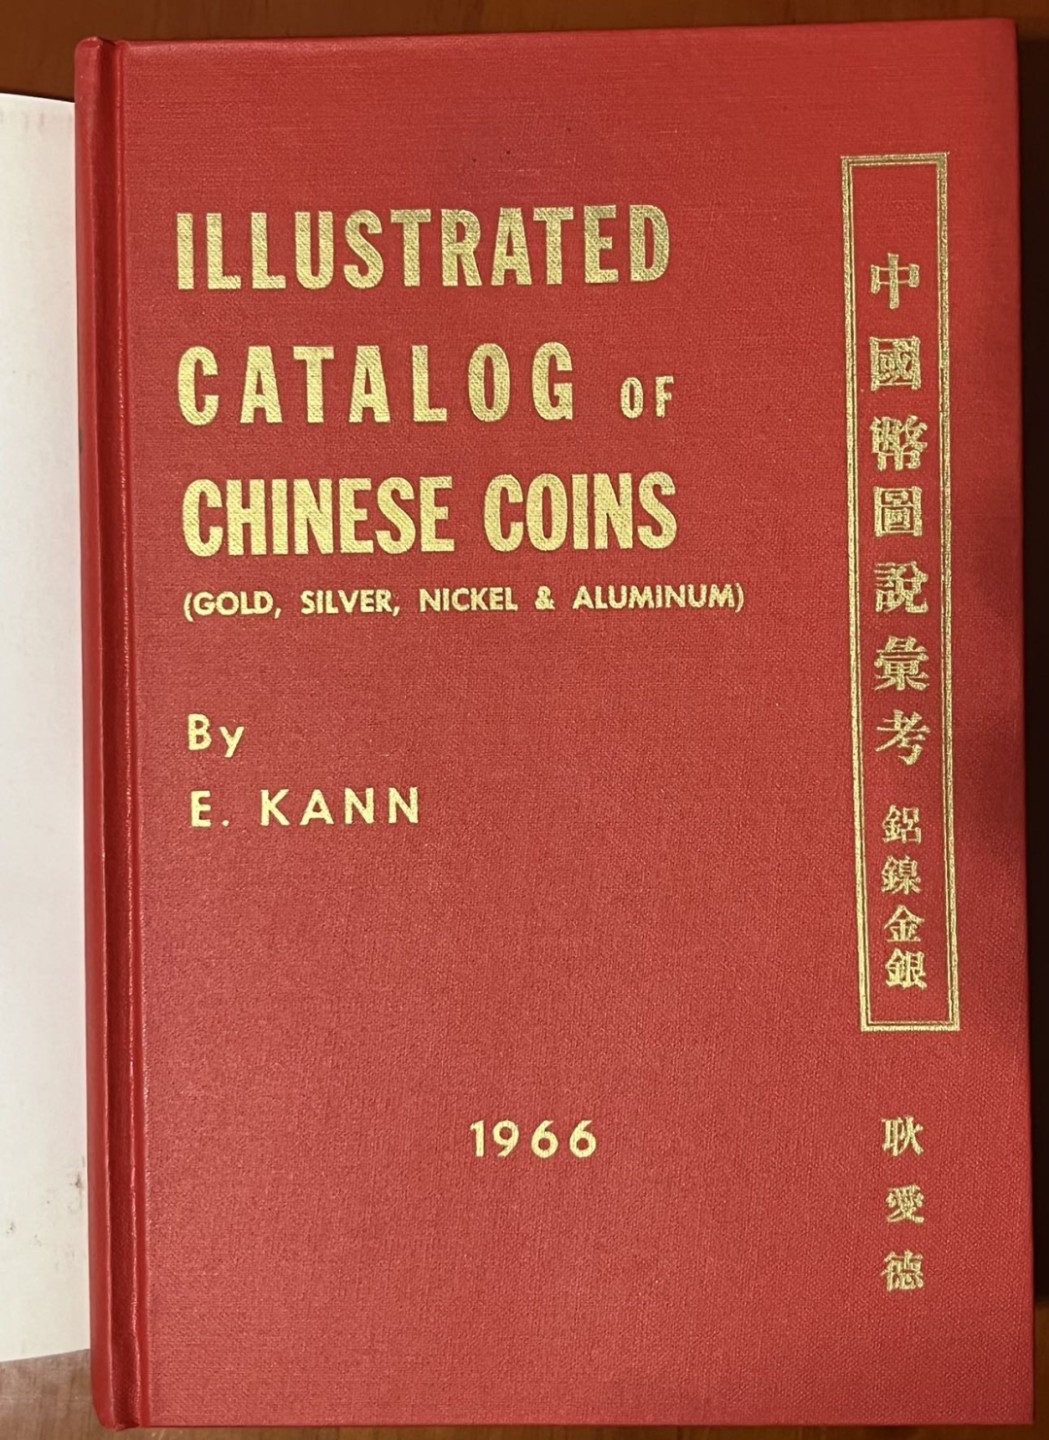 ILLUSTRATED
CATALOG OF
CHINESE COINS
(GOLD, SILVER, NICKEL & ALUMINUM)
By
E. KANN
1966
中國幣圖說彙考 鋁鎳金銀
耿愛德